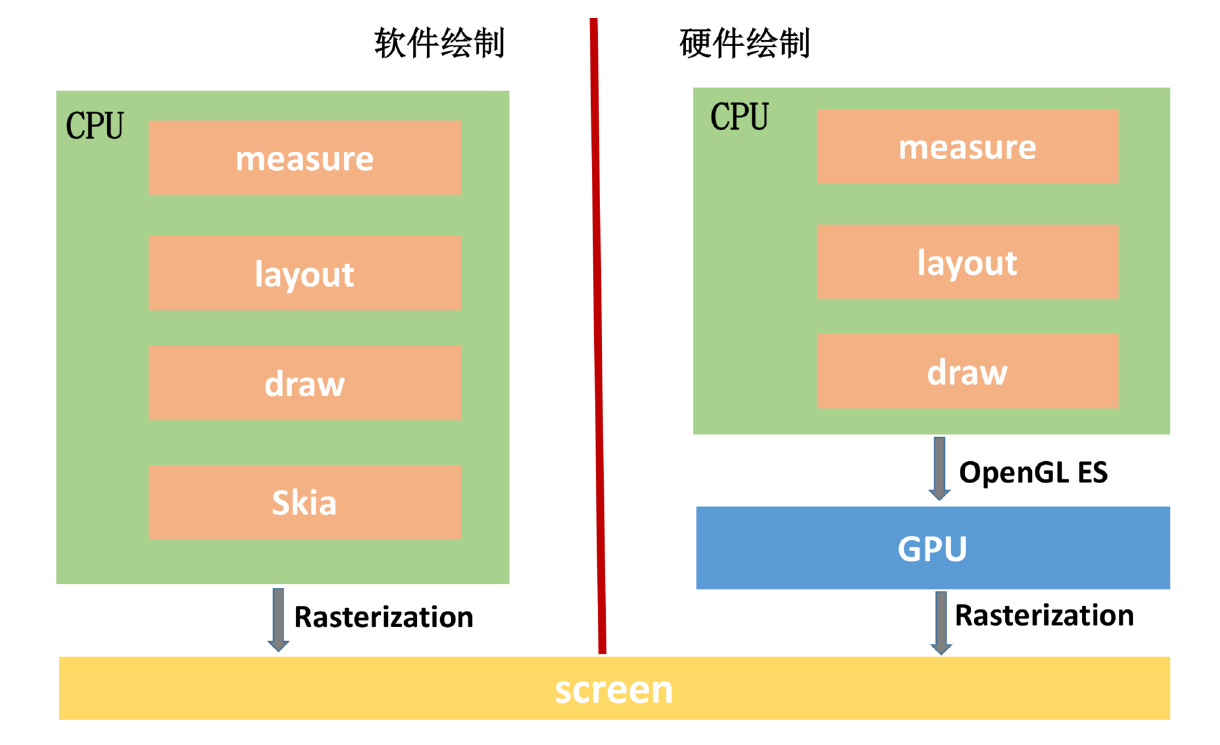 软件绘制
CPU
measure
layout
draw
Skia
Rasterization
硬件绘制
CPU
measure
layout
draw
OpenGL ES
GPU
Rasterization
screen